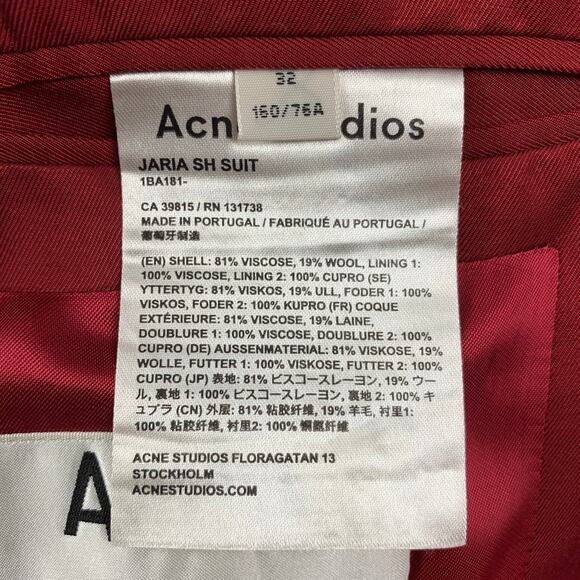 32
160/76A
Acn
dios
JARIA SH SUIT
1BA181-
CA 39815 / RN 131738
MADE IN PORTUGAL / FABRIQUÉ AU PORTUGAL /
葡萄牙制造
(EN) SHELL: 81% VISCOSE, 19% WOOL, LINING 1:
100% VISCOSE, LINING 2: 100% CUPRO (SE)
YTTERTYG: 81% VISKOS, 19% ULL, FODER 1: 100%
VISKOS, FODER 2: 100% KUPRO (FR) COQUE
EXTÉRIEURE: 81% VISCOSE, 19% LAINE,
DOUBLURE 1: 100% VISCOSE, DOUBLURE 2: 100%
CUPRO (DE) AUSSENMATERIAL: 81% VISKOSE, 19%
WOLLE, FUTTER 1: 100% VISKOSE, FUTTER 2: 100%
CUPRO (JP) 表地: 81% ビスコースレーヨン, 19% ウー
ル, 裏地 1: 100% ビスコースレーヨン, 裏地 2: 100% キ
ュプラ (CN) 外层: 81% 粘胶纤维, 19% 羊毛, 衬里1:
100% 粘胶纤维, 衬里2: 100% 铜氨纤维
ACNE STUDIOS FLORAGATAN 13
STOCKHOLM
ACNESTUDIOS.COM
A